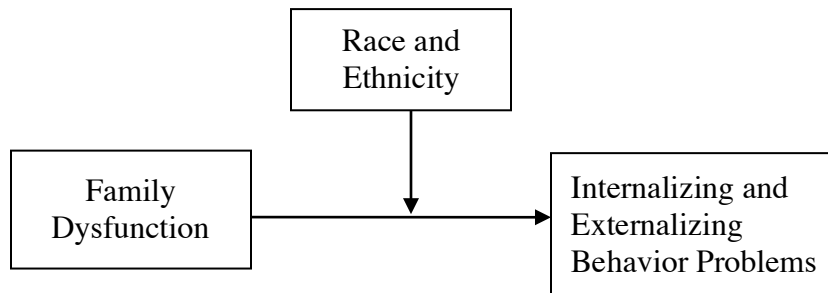 Race and
Ethnicity
Family
Dysfunction
Internalizing and
Externalizing
Behavior Problems